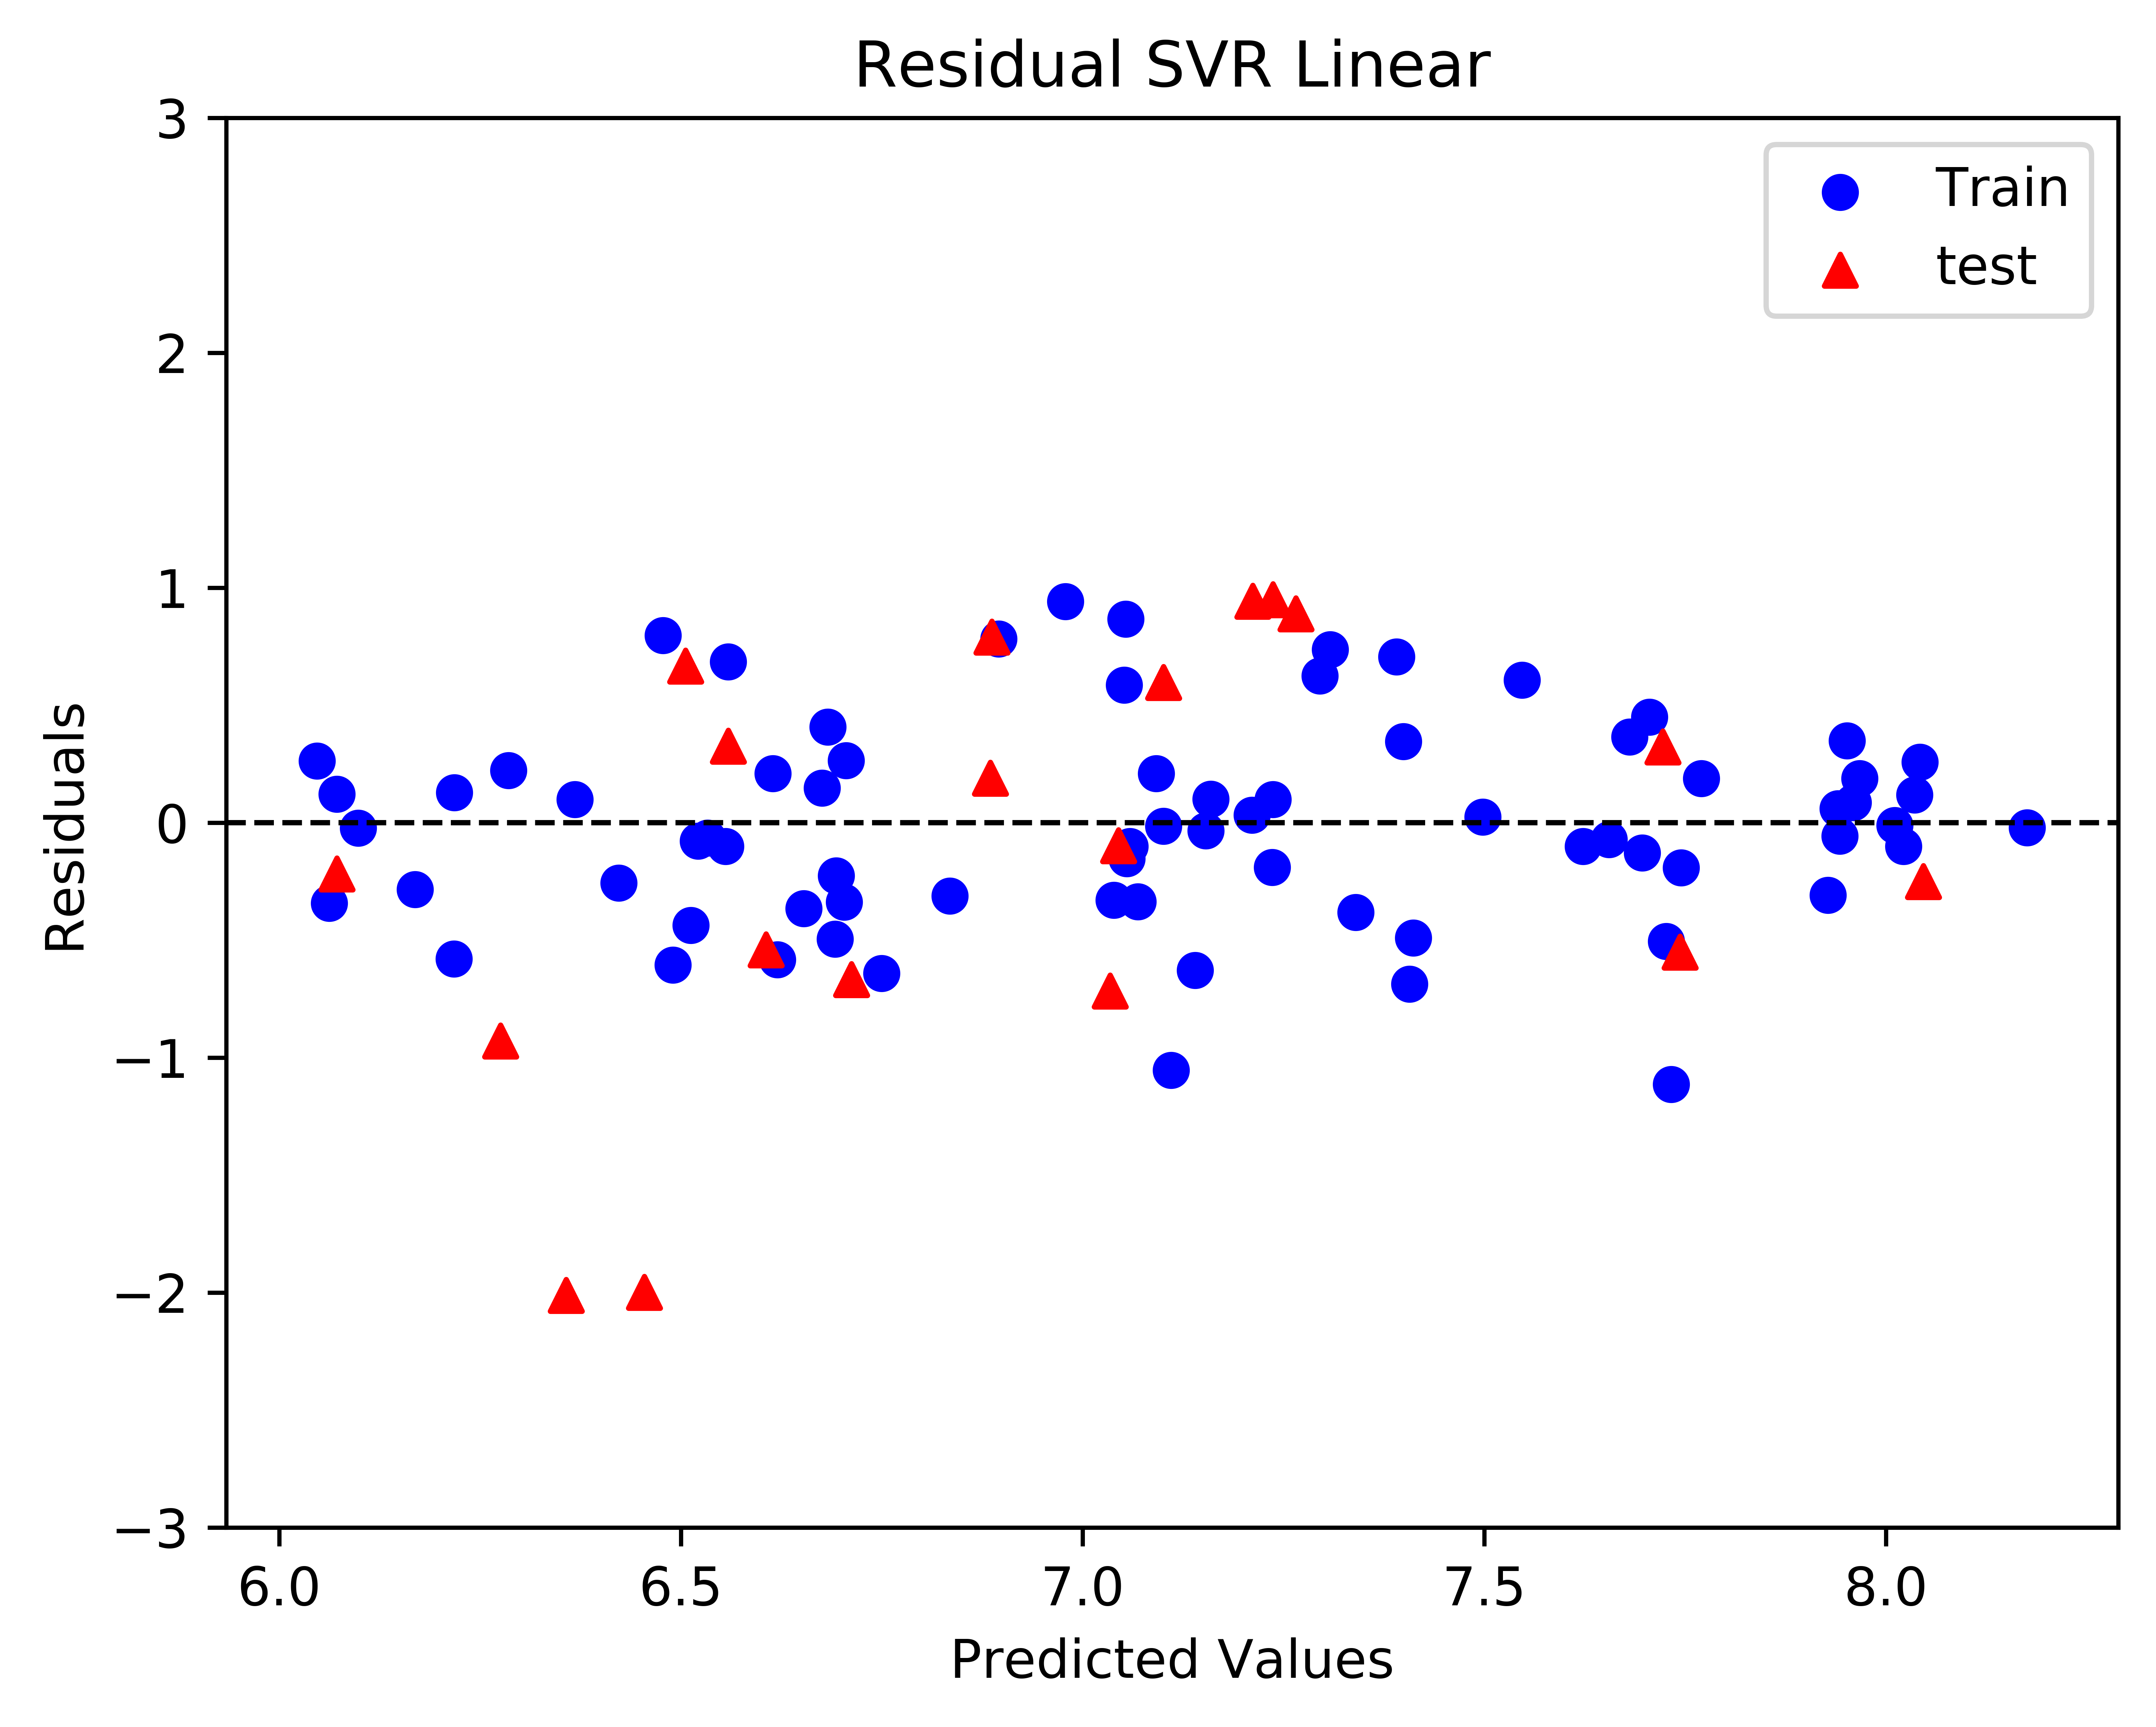 Residual SVR Linear
3
2
1
0
−1
−2
−3
Residuals
Train
test
6.0 6.5 7.0 7.5 8.0
Predicted Values